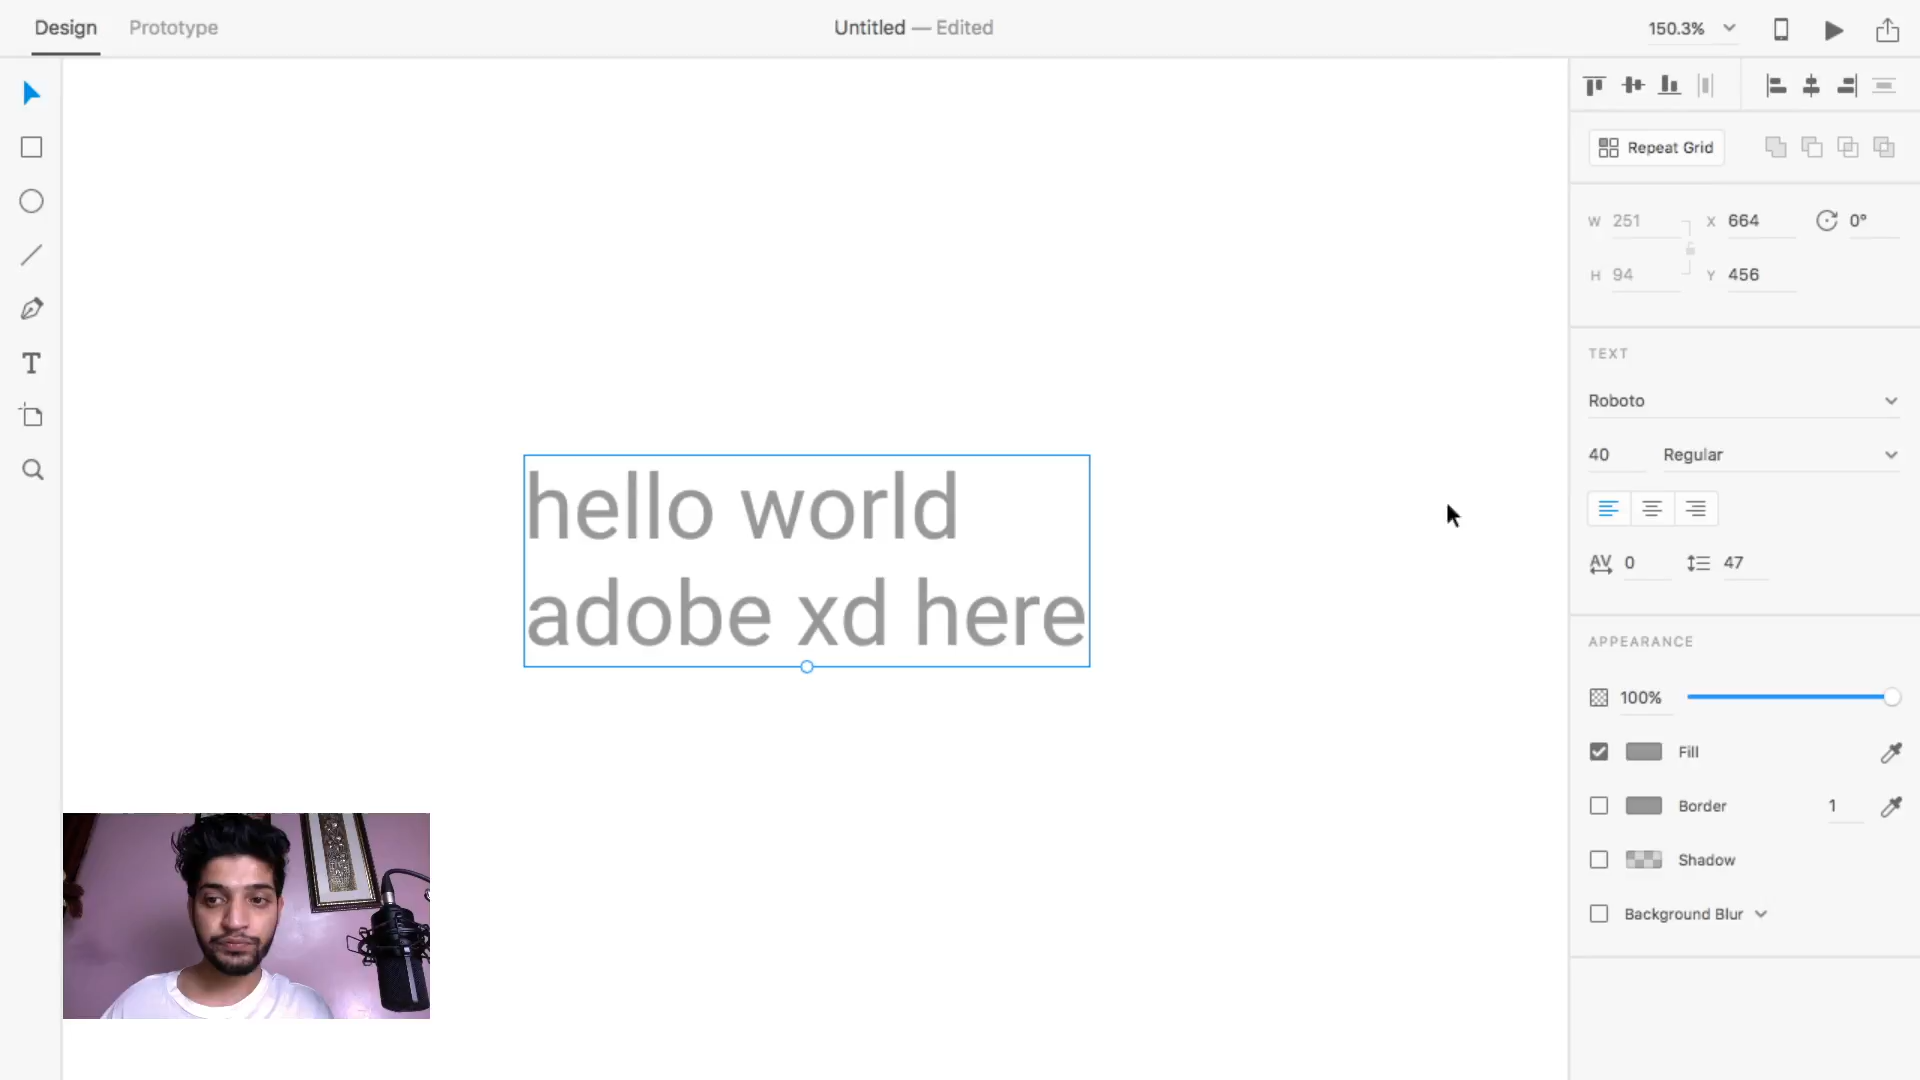 Design
Prototype
Untitled — Edited
150.3%
Repeat Grid
W 251
X 664
0°
H 94
Y 456
TEXT
Roboto
40
Regular
AV 0
47
APPEARANCE
100%
Fill
Border
1
Shadow
Background Blur
T
hello world
adobe xd here